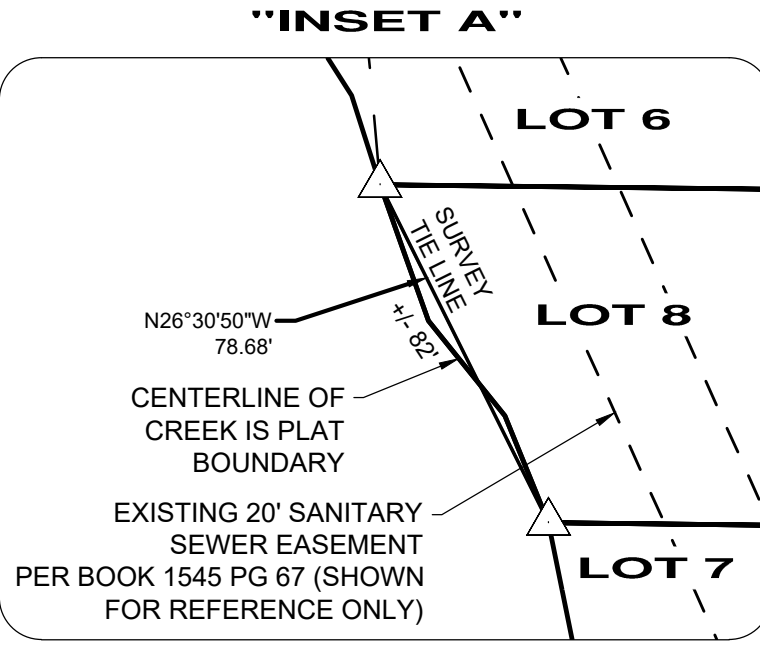 "INSET A"
LOT 6
SURVEY
TIE LINE
N26°30'50"W
78.68'
+/- 82'
LOT 8
CENTERLINE OF
CREEK IS PLAT
BOUNDARY
EXISTING 20' SANITARY
SEWER EASEMENT
PER BOOK 1545 PG 67 (SHOWN
FOR REFERENCE ONLY)
LOT 7